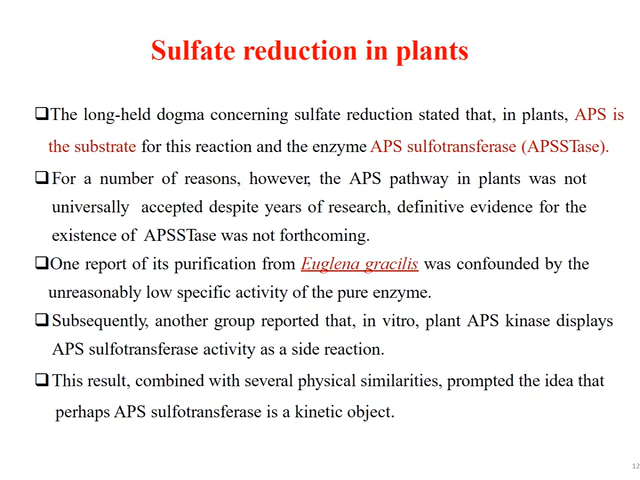 Sulfate reduction in plants
❑The long-held dogma concerning sulfate reduction stated that, in plants, APS is
the substrate for this reaction and the enzyme APS sulfotransferase (APSSTase).
❑For a number of reasons, however, the APS pathway in plants was not
universally accepted despite years of research, definitive evidence for the
existence of APSSTase was not forthcoming.
❑One report of its purification from Euglena gracilis was confounded by the
unreasonably low specific activity of the pure enzyme.
❑Subsequently, another group reported that, in vitro, plant APS kinase displays
APS sulfotransferase activity as a side reaction.
❑This result, combined with several physical similarities, prompted the idea that
perhaps APS sulfotransferase is a kinetic object.
12